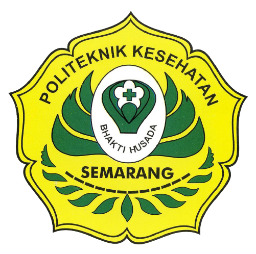 POLITEKNIK KESEHATAN
BHAKTI HUSADA
SEMARANG